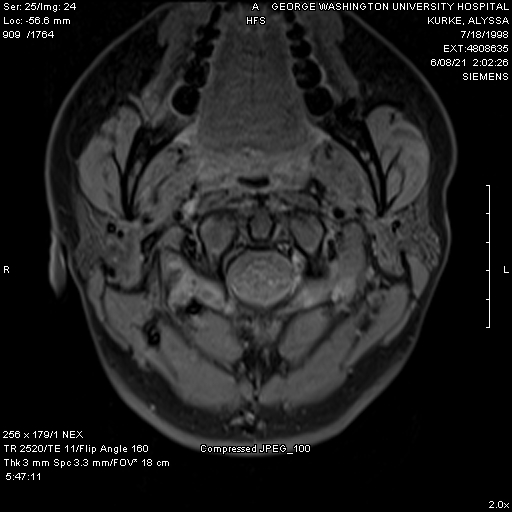 Ser: 25/Img: 24
Loc: -56.6 mm
909 /1764
A
HFS
GEORGE WASHINGTON UNIVERSITY HOSPITAL
KURKE, ALYSSA
7/18/1998
EXT:4808635
6/08/21 2:02:26
SIEMENS
R
L
256 x 179/1 NEX
TR 2520/TE 11/Flip Angle 160
Thk 3 mm Spc 3.3 mm/FOV* 18 cm
5:47:11
Compressed JPEG_100
2.0x